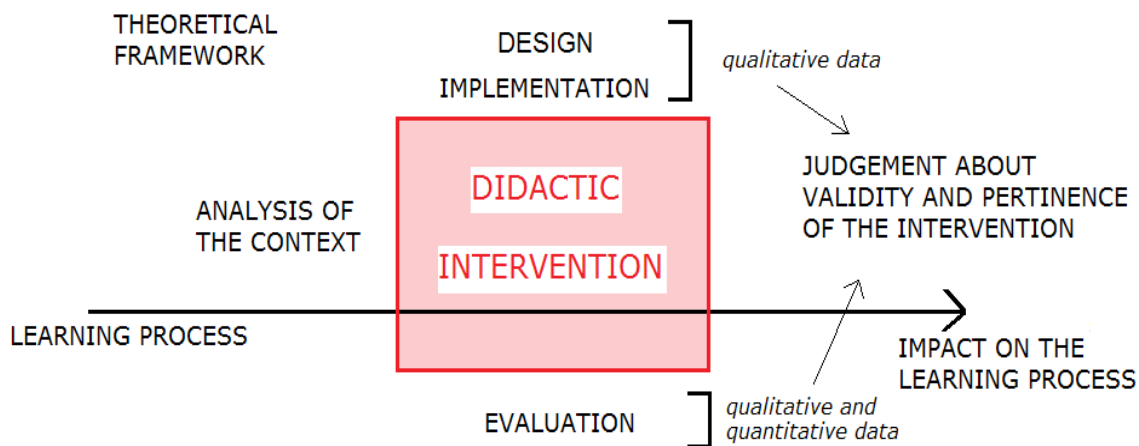 THEORETICAL
FRAMEWORK
DESIGN
IMPLEMENTATION
qualitative data
DIDACTIC
INTERVENTION
ANALYSIS OF
THE CONTEXT
JUDGEMENT ABOUT
VALIDITY AND PERTINENCE
OF THE INTERVENTION
LEARNING PROCESS
IMPACT ON THE
LEARNING PROCESS
EVALUATION
qualitative and
quantitative data